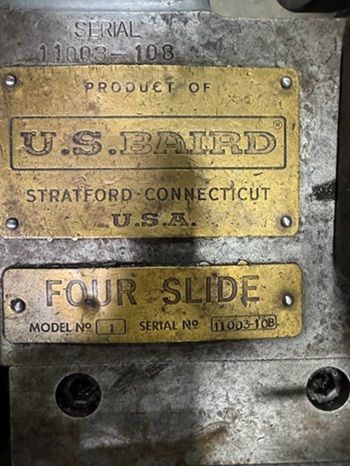 SERIAL
11003-108
PRODUCT OF
U.S. BAIRD®
STRATFORD-CONNECTICUT
U.S.A.
FOUR SLIDE
MODEL No 1 SERIAL No 11003-108